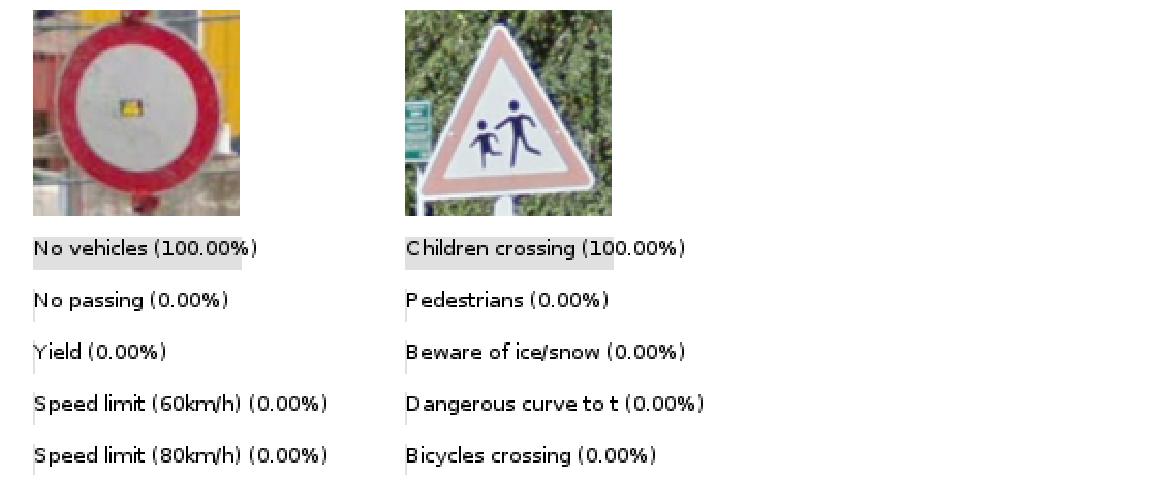 No vehicles (100.00%)
No passing (0.00%)
Yield (0.00%)
Speed limit (60km/h) (0.00%)
Speed limit (80km/h) (0.00%)
Children crossing (100.00%)
Pedestrians (0.00%)
Beware of ice/snow (0.00%)
Dangerous curve to t (0.00%)
Bicycles crossing (0.00%)